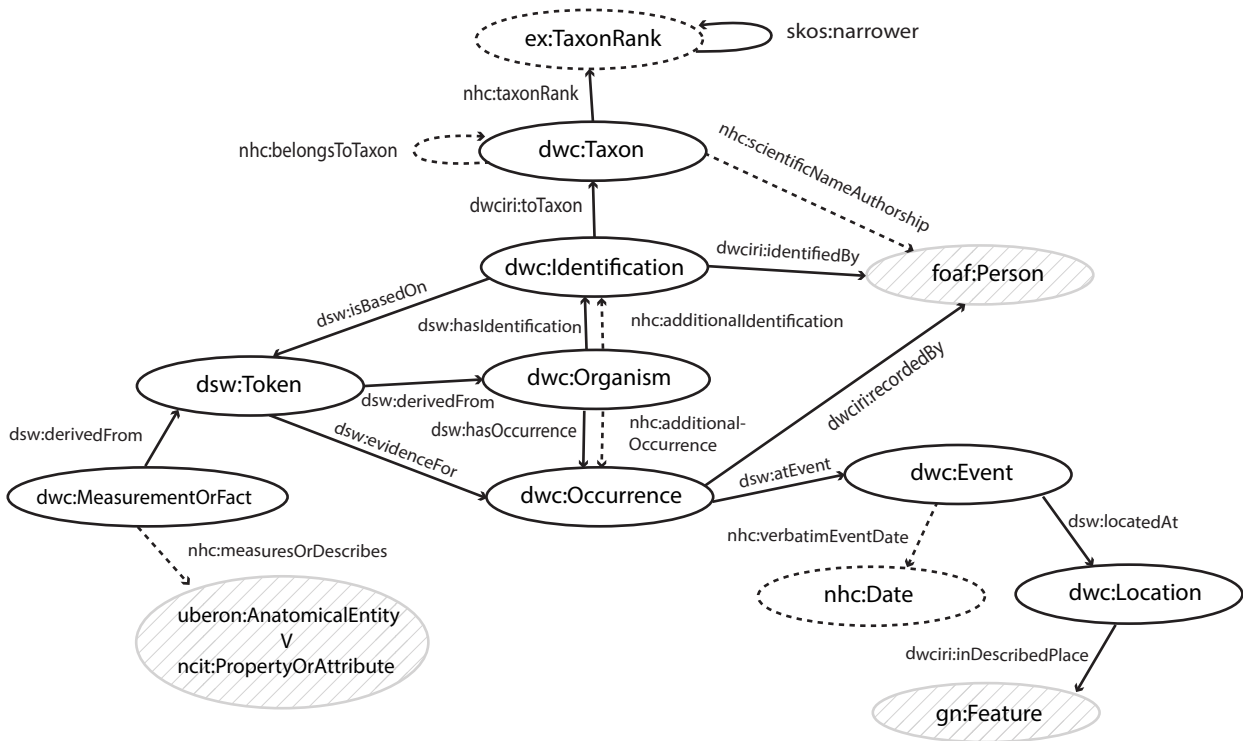 ex:TaxonRank
skos:narrower
nhc:taxonRank
nhc:belongsToTaxon
dwc:Taxon
nhc:scientificNameAuthorship
dwciri:toTaxon
dwc:Identification
dwciri:identifiedBy
foaf:Person
dsw:isBasedOn
dsw:hasIdentification
nhc:additionalIdentification
dsw:Token
dsw:derivedFrom
dwc:Organism
dwciri:recordedBy
dsw:derivedFrom
dsw:evidenceFor
dsw:hasOccurrence
nhc:additional-
Occurrence
dwc:MeasurementOrFact
dwc:Occurrence
dsw:atEvent
dwc:Event
nhc:measuresOrDescribes
nhc:verbatimEventDate
dsw:locatedAt
uberon:AnatomicalEntity
V
ncit:PropertyOrAttribute
nhc:Date
dwc:Location
dwciri:inDescribedPlace
gn:Feature